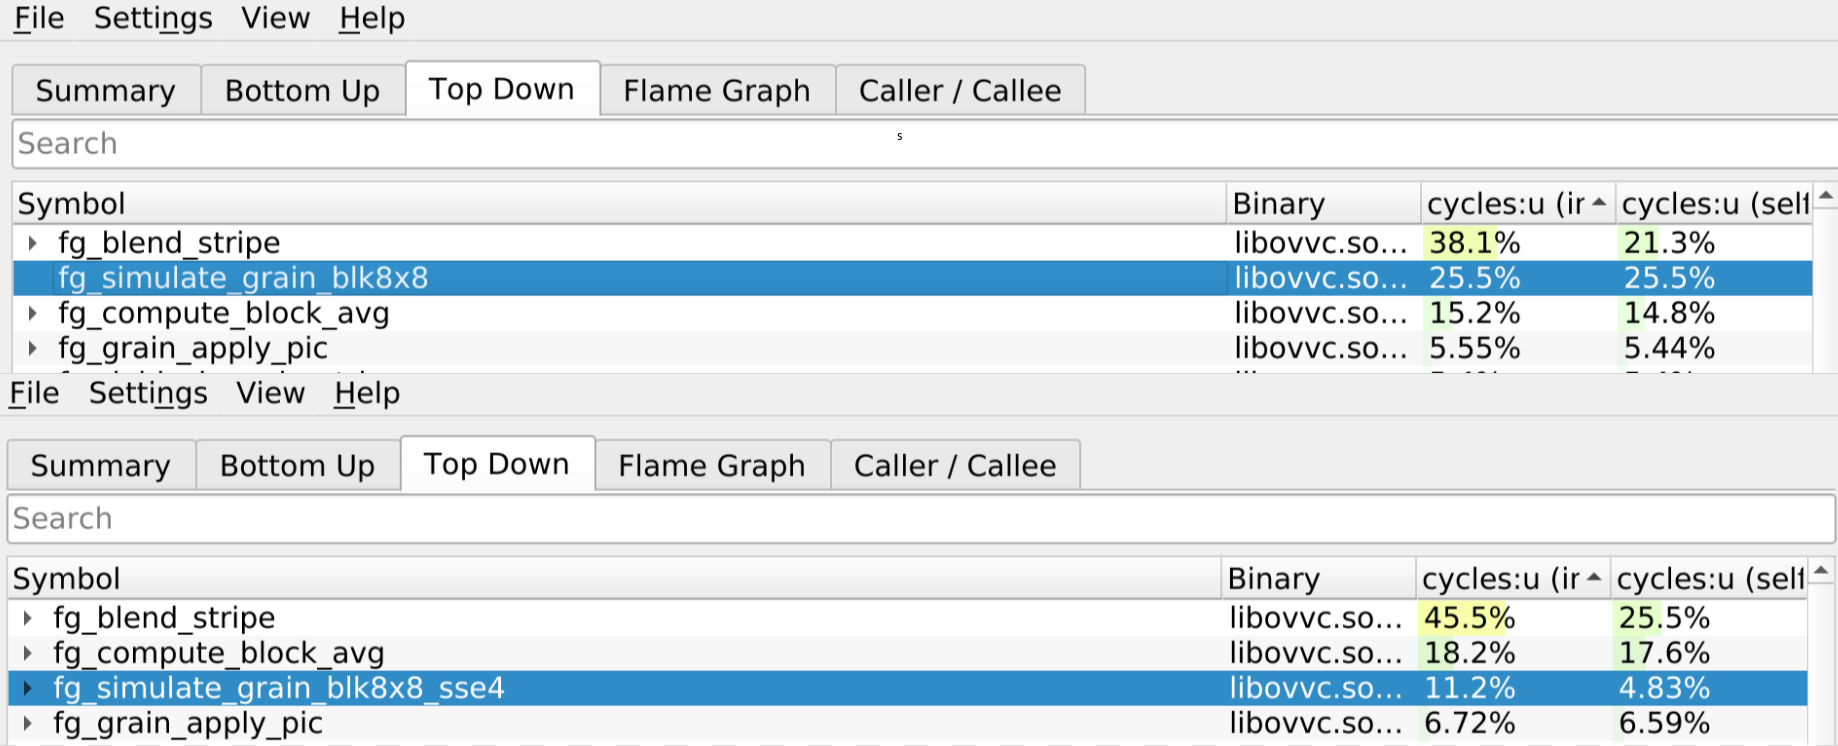 File Settings View Help
Summary Bottom Up Top Down Flame Graph Caller / Callee
Search s
Symbol Binary cycles:u (ir cycles:u (self
fg_blend_stripe libovvc.so... 38.1% 21.3%
fg_simulate_grain_blk8x8 libovvc.so... 25.5% 25.5%
fg_compute_block_avg libovvc.so... 15.2% 14.8%
fg_grain_apply_pic libovvc.so... 5.55% 5.44%
File Settings View Help
Summary Bottom Up Top Down Flame Graph Caller / Callee
Search
Symbol Binary cycles:u (ir cycles:u (self
fg_blend_stripe libovvc.so... 45.5% 25.5%
fg_compute_block_avg libovvc.so... 18.2% 17.6%
fg_simulate_grain_blk8x8_sse4 libovvc.so... 11.2% 4.83%
fg_grain_apply_pic libovvc.so... 6.72% 6.59%